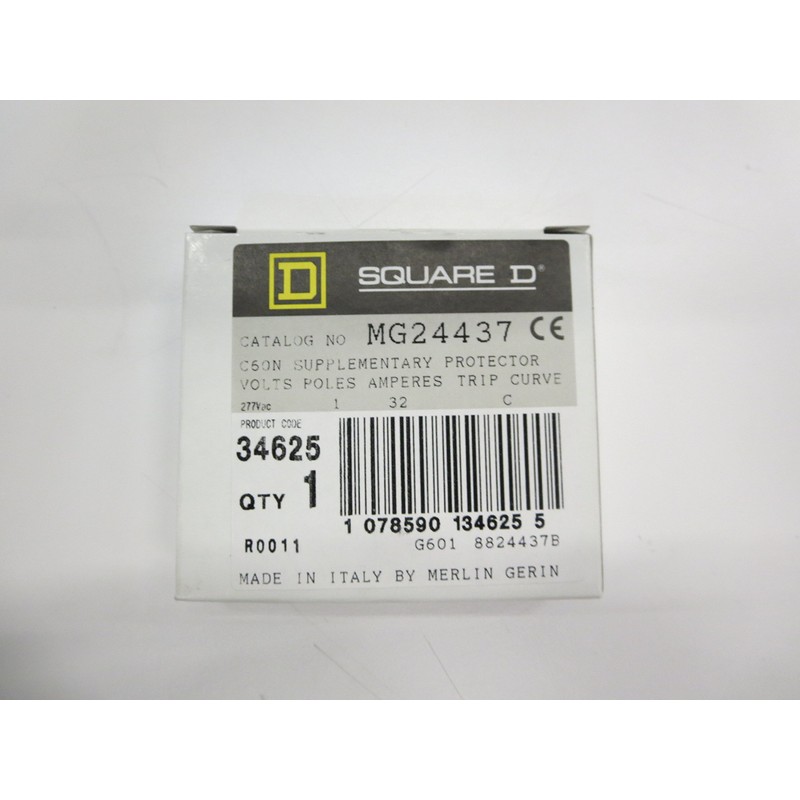 D SQUARE D®
CATALOG NO MG24437 CE
C60N SUPPLEMENTARY PROTECTOR
VOLTS POLES AMPERES TRIP CURVE
277Vac 1 32 C
PRODUCT CODE
34625
QTY 1
1 078590 134625 5
R0011 G601 8824437B
MADE IN ITALY BY MERLIN GERIN